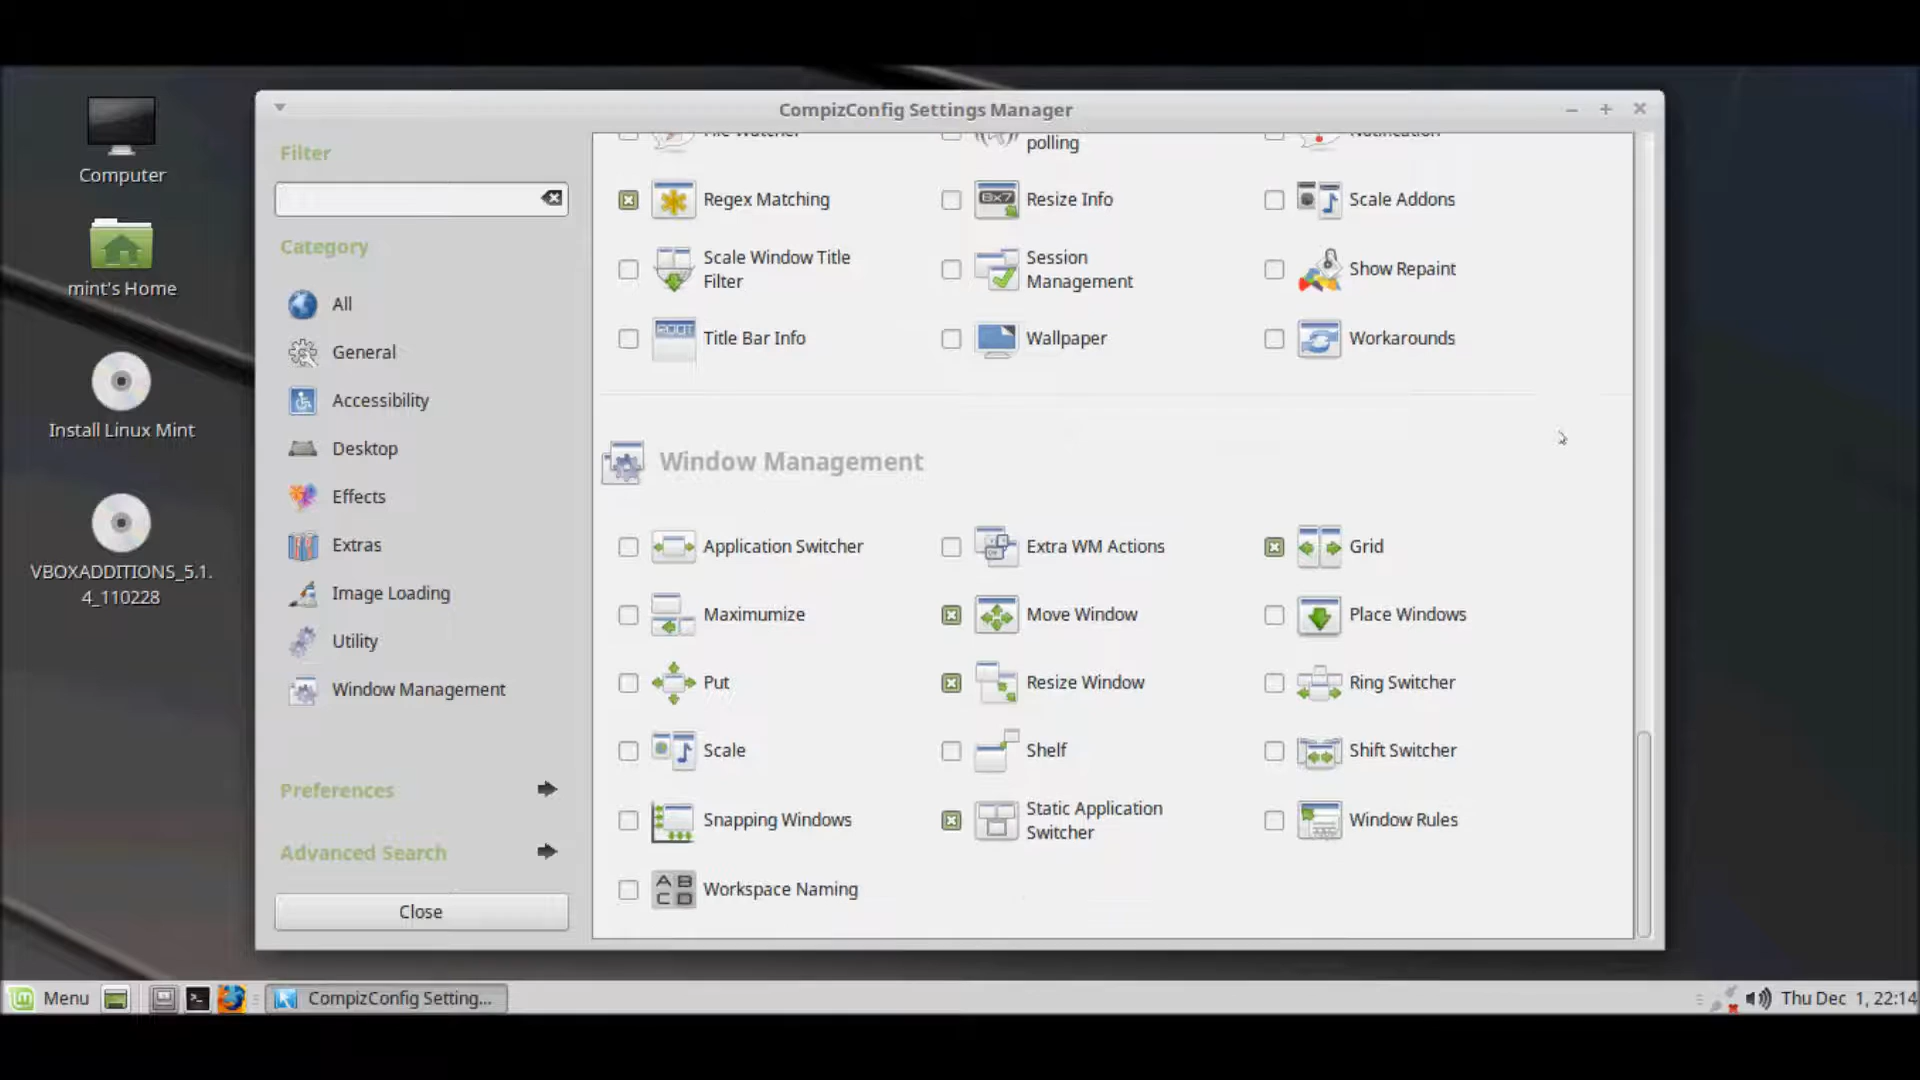 CompizConfig Settings Manager
Computer
mint's Home
Install Linux Mint
VBOXADDITIONS_5.1.
4_110228
Filter
Category
All
General
Accessibility
Desktop
Effects
Extras
Image Loading
Utility
Window Management
Preferences
Advanced Search
Close
polling
Notification
Regex Matching
Resize Info
Scale Addons
Scale Window Title
Filter
Session
Management
Show Repaint
Title Bar Info
Wallpaper
Workarounds
Window Management
Application Switcher
Extra WM Actions
Grid
Maximumize
Move Window
Place Windows
Put
Resize Window
Ring Switcher
Scale
Shelf
Shift Switcher
Snapping Windows
Static Application
Switcher
Window Rules
Workspace Naming
Menu
CompizConfig Setting...
Thu Dec 1, 22:14